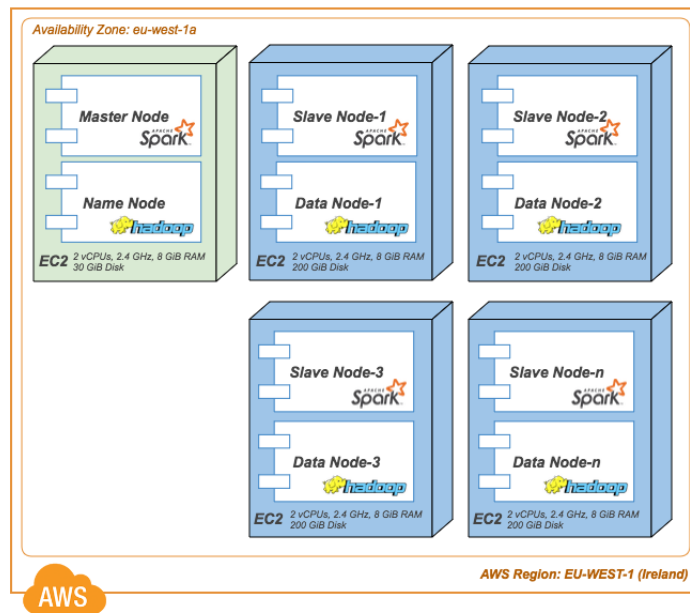 Availability Zone: eu-west-1a
Master Node
APACHE
Spark
Name Node
hadoop
EC2 2 vCPUs, 2.4 GHz, 8 GiB RAM
30 GiB Disk
Slave Node-1
APACHE
Spark
Data Node-1
hadoop
EC2 2 vCPUs, 2.4 GHz, 8 GiB RAM
200 GiB Disk
Slave Node-2
APACHE
Spark
Data Node-2
hadoop
EC2 2 vCPUs, 2.4 GHz, 8 GiB RAM
200 GiB Disk
Slave Node-3
APACHE
Spark
Data Node-3
hadoop
EC2 2 vCPUs, 2.4 GHz, 8 GiB RAM
200 GiB Disk
Slave Node-n
APACHE
Spark
Data Node-n
hadoop
EC2 2 vCPUs, 2.4 GHz, 8 GiB RAM
200 GiB Disk
AWS Region: EU-WEST-1 (Ireland)
AWS